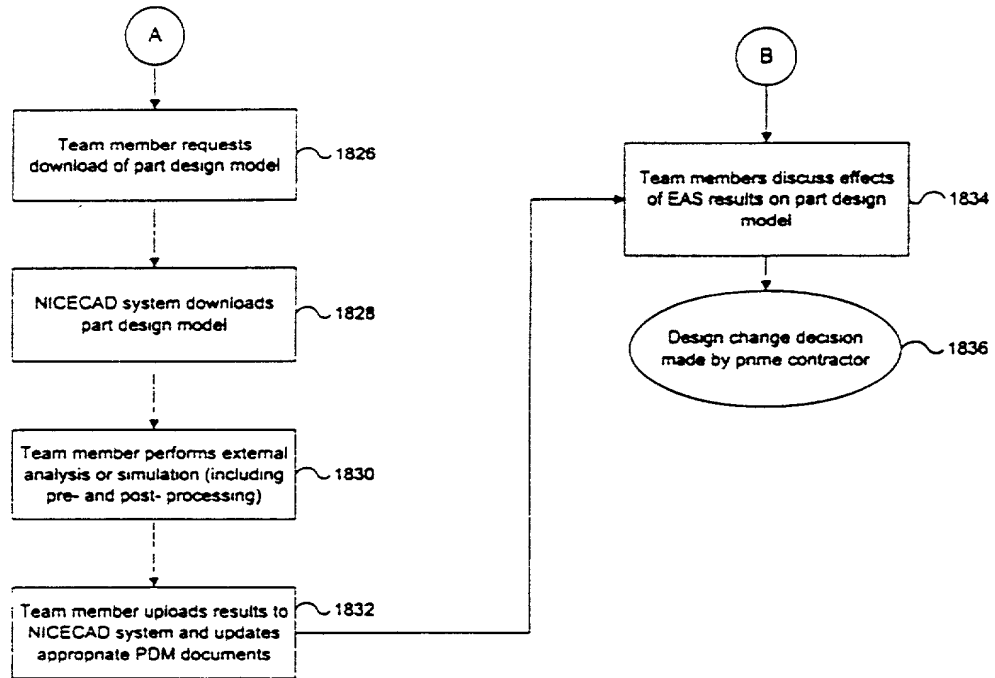 A
Team member requests
download of part design model
1826
NICECAD system downloads
part design model
1828
Team member performs external
analysis or simulation (including
pre- and post- processing)
1830
Team member uploads results to
NICECAD system and updates
appropriate PDM documents
1832
B
Team members discuss effects
of EAS results on part design
model
1834
Design change decision
made by prime contractor
1836